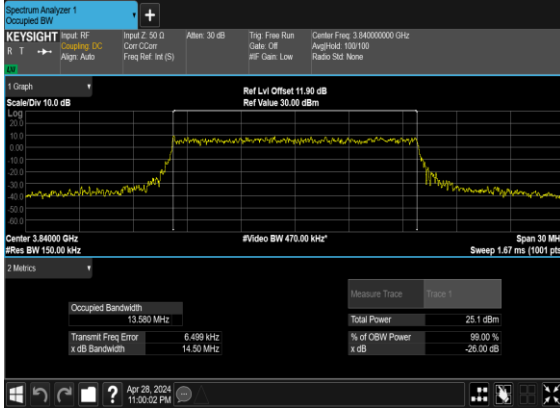 Spectrum Analyzer 1
Occupied BW
+
KEYSIGHT
R T
Input: RF
Coupling: DC
Align: Auto
Input Z: 50 Ω
Corr CCorr
Freq Ref: Int (S)
Atten: 30 dB
Trig: Free Run
Gate: Off
#IF Gain: Low
Center Freq: 3.840000000 GHz
Avg|Hold: 100/100
Radio Std: None
1 Graph
Scale/Div 10.0 dB
Ref Lvl Offset 11.90 dB
Ref Value 30.00 dBm
Log
20.0
10.0
0.00
-10.0
-20.0
-30.0
-40.0
-50.0
-60.0
Center 3.84000 GHz
#Res BW 150.00 kHz
#Video BW 470.00 kHz*
Span 30 MH
Sweep 1.67 ms (1001 pts
2 Metrics
Measure Trace
Trace 1
Occupied Bandwidth
13.580 MHz
Total Power
25.1 dBm
Transmit Freq Error
6.499 kHz
% of OBW Power
99.00 %
x dB Bandwidth
14.50 MHz
x dB
-26.00 dB
?
Apr 28, 2024
11:00:02 PM